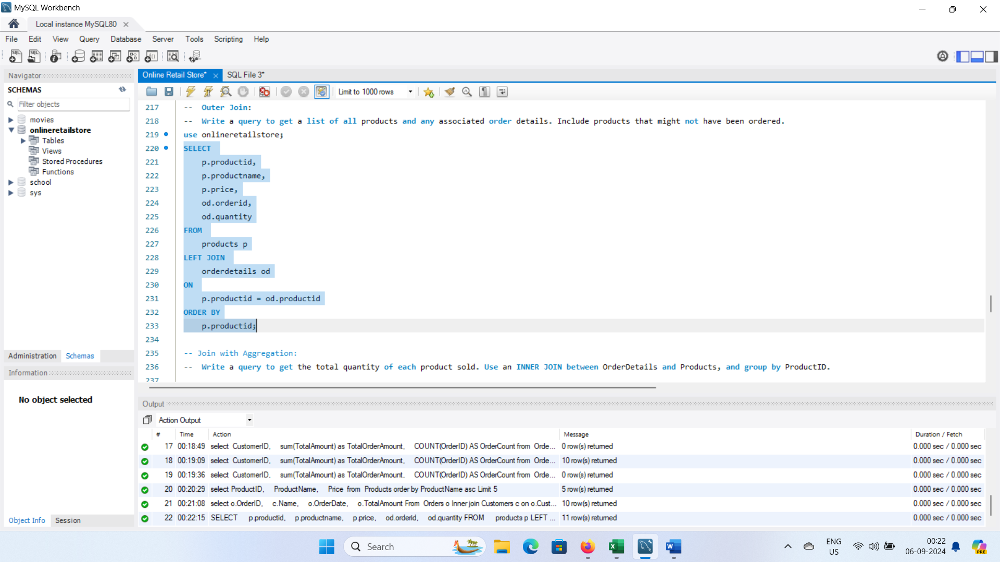 MySQL Workbench
Local instance MySQL80
File Edit View Query Database Server Tools Scripting Help
Navigator
SCHEMAS
Filter objects
movies
onlineretailstore
Tables
Views
Stored Procedures
Functions
school
sys
Administration Schemas
Information
No object selected
Object Info Session
Online Retail Store* SQL File 3*
Limit to 1000 rows
217 -- Outer Join:
218 -- Write a query to get a list of all products and any associated order details. Include products that might not have been ordered.
219 use onlineretailstore;
220 SELECT
221 p.productid,
222 p.productname,
223 p.price,
224 od.orderid,
225 od.quantity
226 FROM
227 products p
228 LEFT JOIN
229 orderdetails od
230 ON
231 p.productid = od.productid
232 ORDER BY
233 p.productid;
234
235 -- Join with Aggregation:
236 -- Write a query to get the total quantity of each product sold. Use an INNER JOIN between OrderDetails and Products, and group by ProductID.
237
Output
Action Output
# Time Action Message Duration / Fetch
17 00:18:49 select CustomerID, sum(TotalAmount) as TotalOrderAmount, COUNT(OrderID) AS OrderCount from Orde... 0 row(s) returned 0.000 sec / 0.000 sec
18 00:19:09 select CustomerID, sum(TotalAmount) as TotalOrderAmount, COUNT(OrderID) AS OrderCount from Orde... 10 row(s) returned 0.000 sec / 0.000 sec
19 00:19:36 select CustomerID, sum(TotalAmount) as TotalOrderAmount, COUNT(OrderID) AS OrderCount from Orde... 0 row(s) returned 0.000 sec / 0.000 sec
20 00:20:29 select ProductID, ProductName, Price from Products order by ProductName asc Limit 5 5 row(s) returned 0.000 sec / 0.000 sec
21 00:21:08 select o.OrderID, c.Name, o.OrderDate, o.TotalAmount From Orders o Inner join Customers c on o.Cust... 10 row(s) returned 0.000 sec / 0.000 sec
22 00:22:15 SELECT p.productid, p.productname, p.price, od.orderid, od.quantity FROM products p LEFT ... 11 row(s) returned 0.000 sec / 0.000 sec
Search
ENG
US
00:22
06-09-2024
PRE